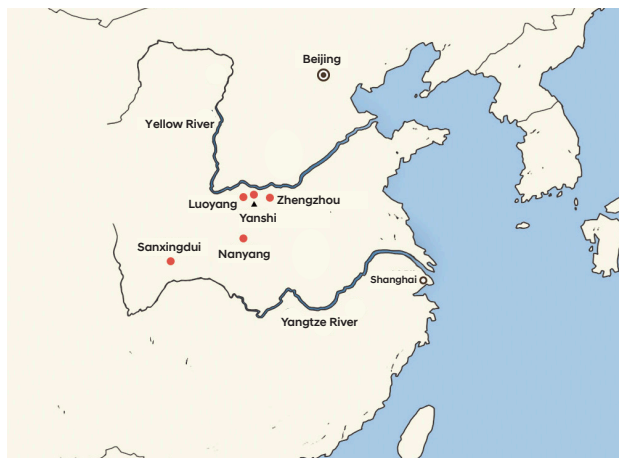 Beijing
Yellow River
Luoyang
Zhengzhou
Yanshi
Sanxingdui
Nanyang
Shanghai
Yangtze River